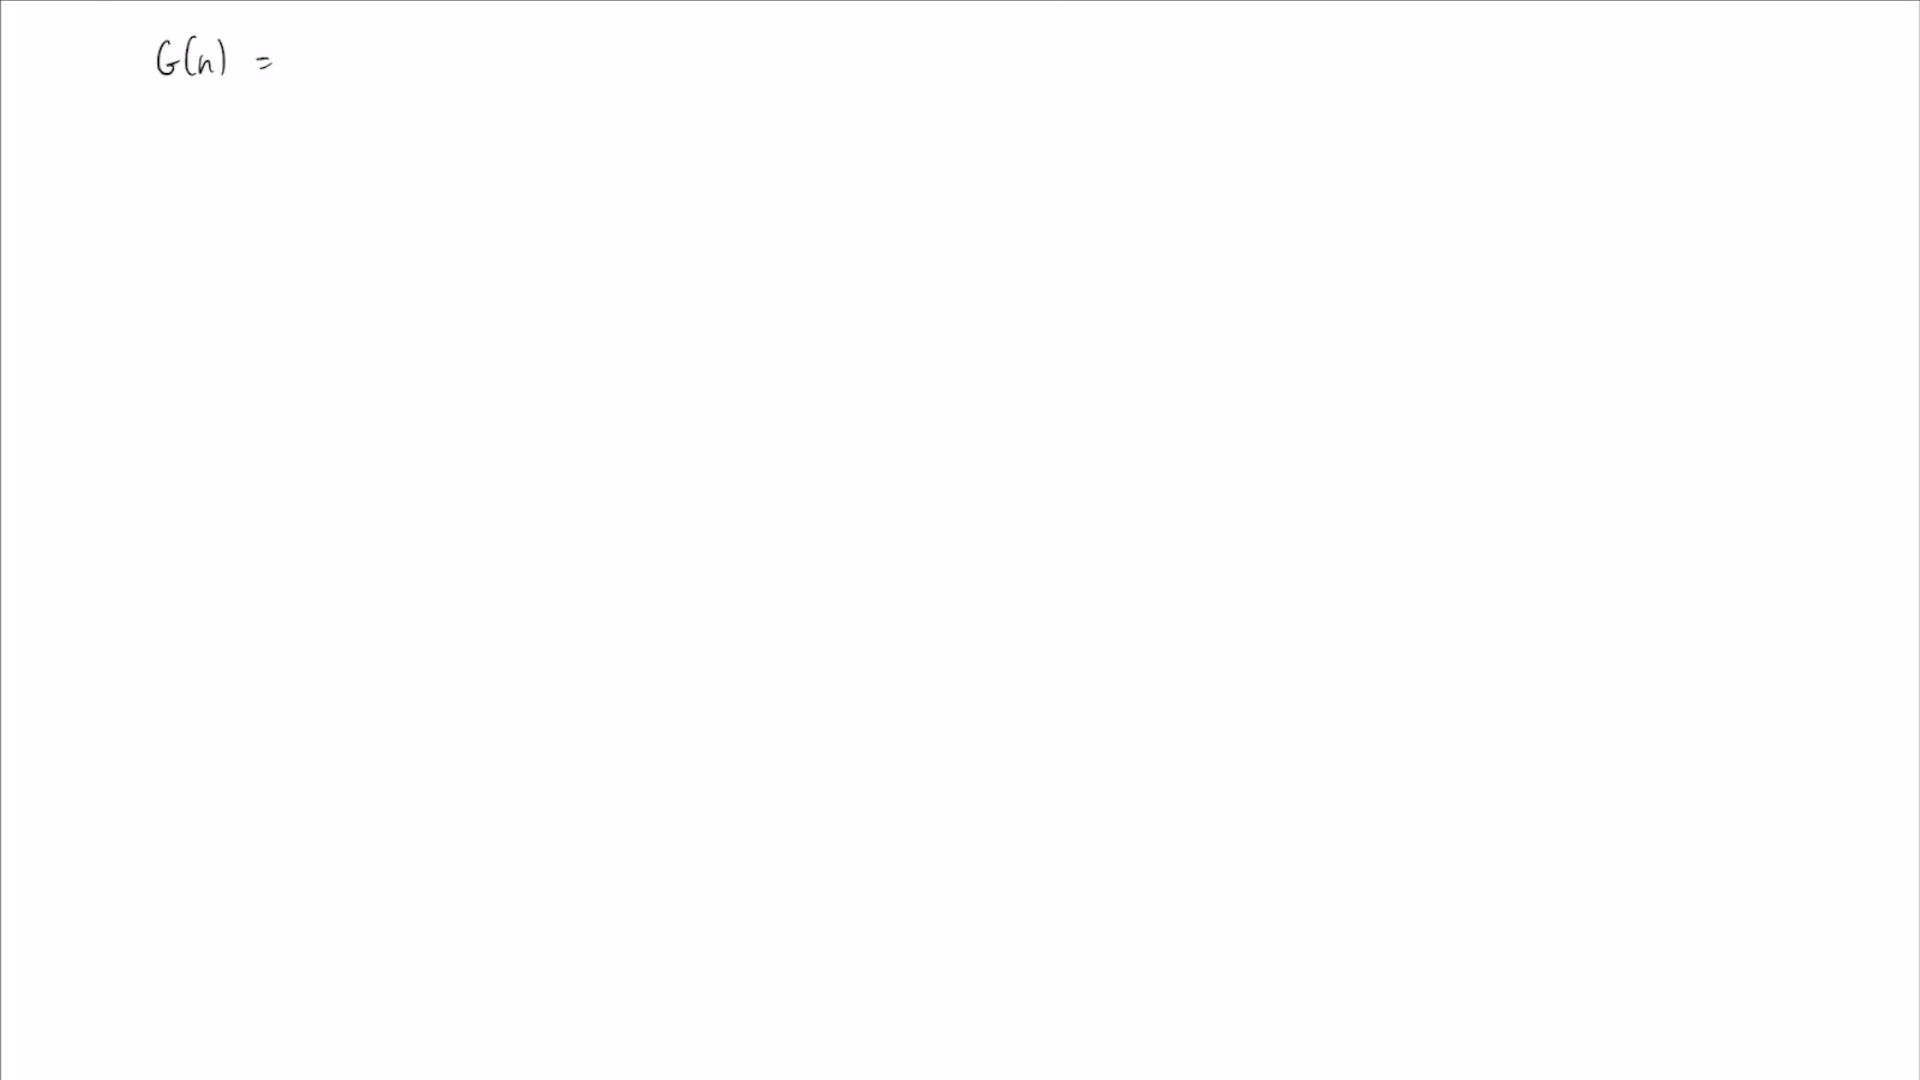 G(n) =